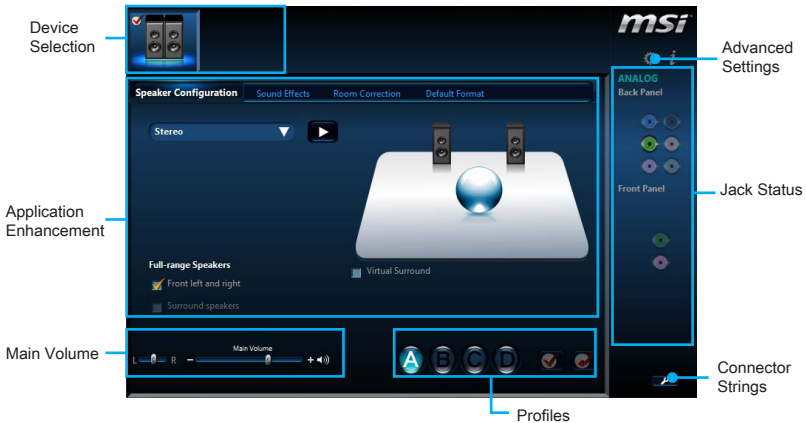 Device
Selection
msi
Advanced
Settings
i
Speaker Configuration
Sound Effects
Room Correction
Default Format
ANALOG
Back Panel
Stereo
Jack Status
Front Panel
Application
Enhancement
Full-range Speakers
Front left and right
Virtual Surround
Surround speakers
Main Volume
Main Volume
L R - +
A B C D
Connector
Strings
Profiles